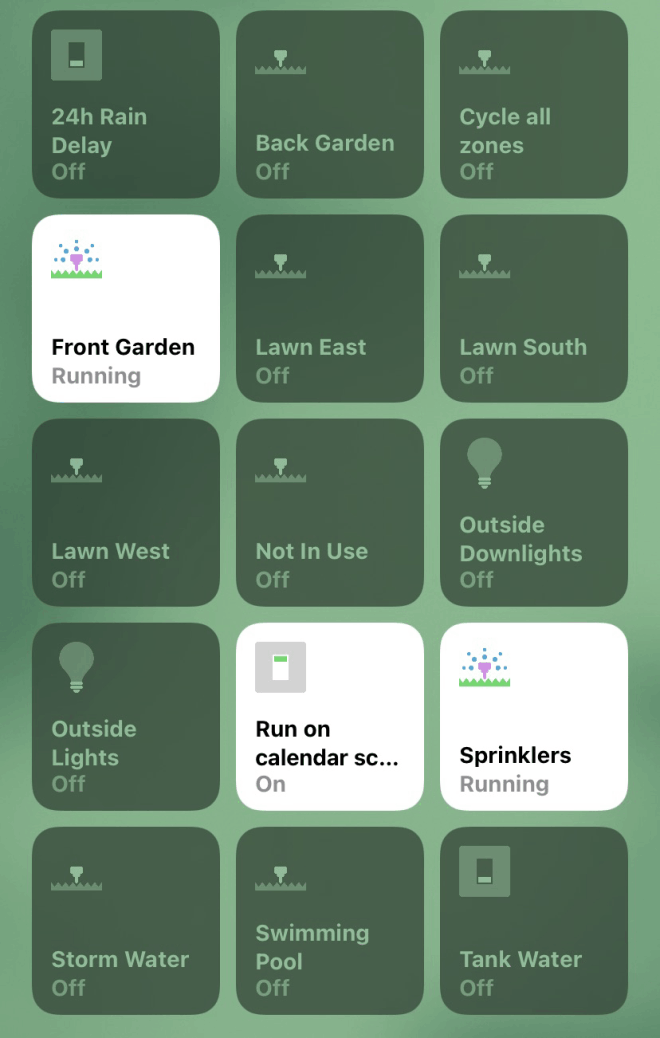 24h Rain
Delay
Off
Back Garden
Off
Cycle all
zones
Off
Front Garden
Running
Lawn East
Off
Lawn South
Off
Lawn West
Off
Not In Use
Off
Outside
Downlights
Off
Outside
Lights
Off
Run on
calendar sc...
On
Sprinklers
Running
Storm Water
Off
Swimming
Pool
Off
Tank Water
Off